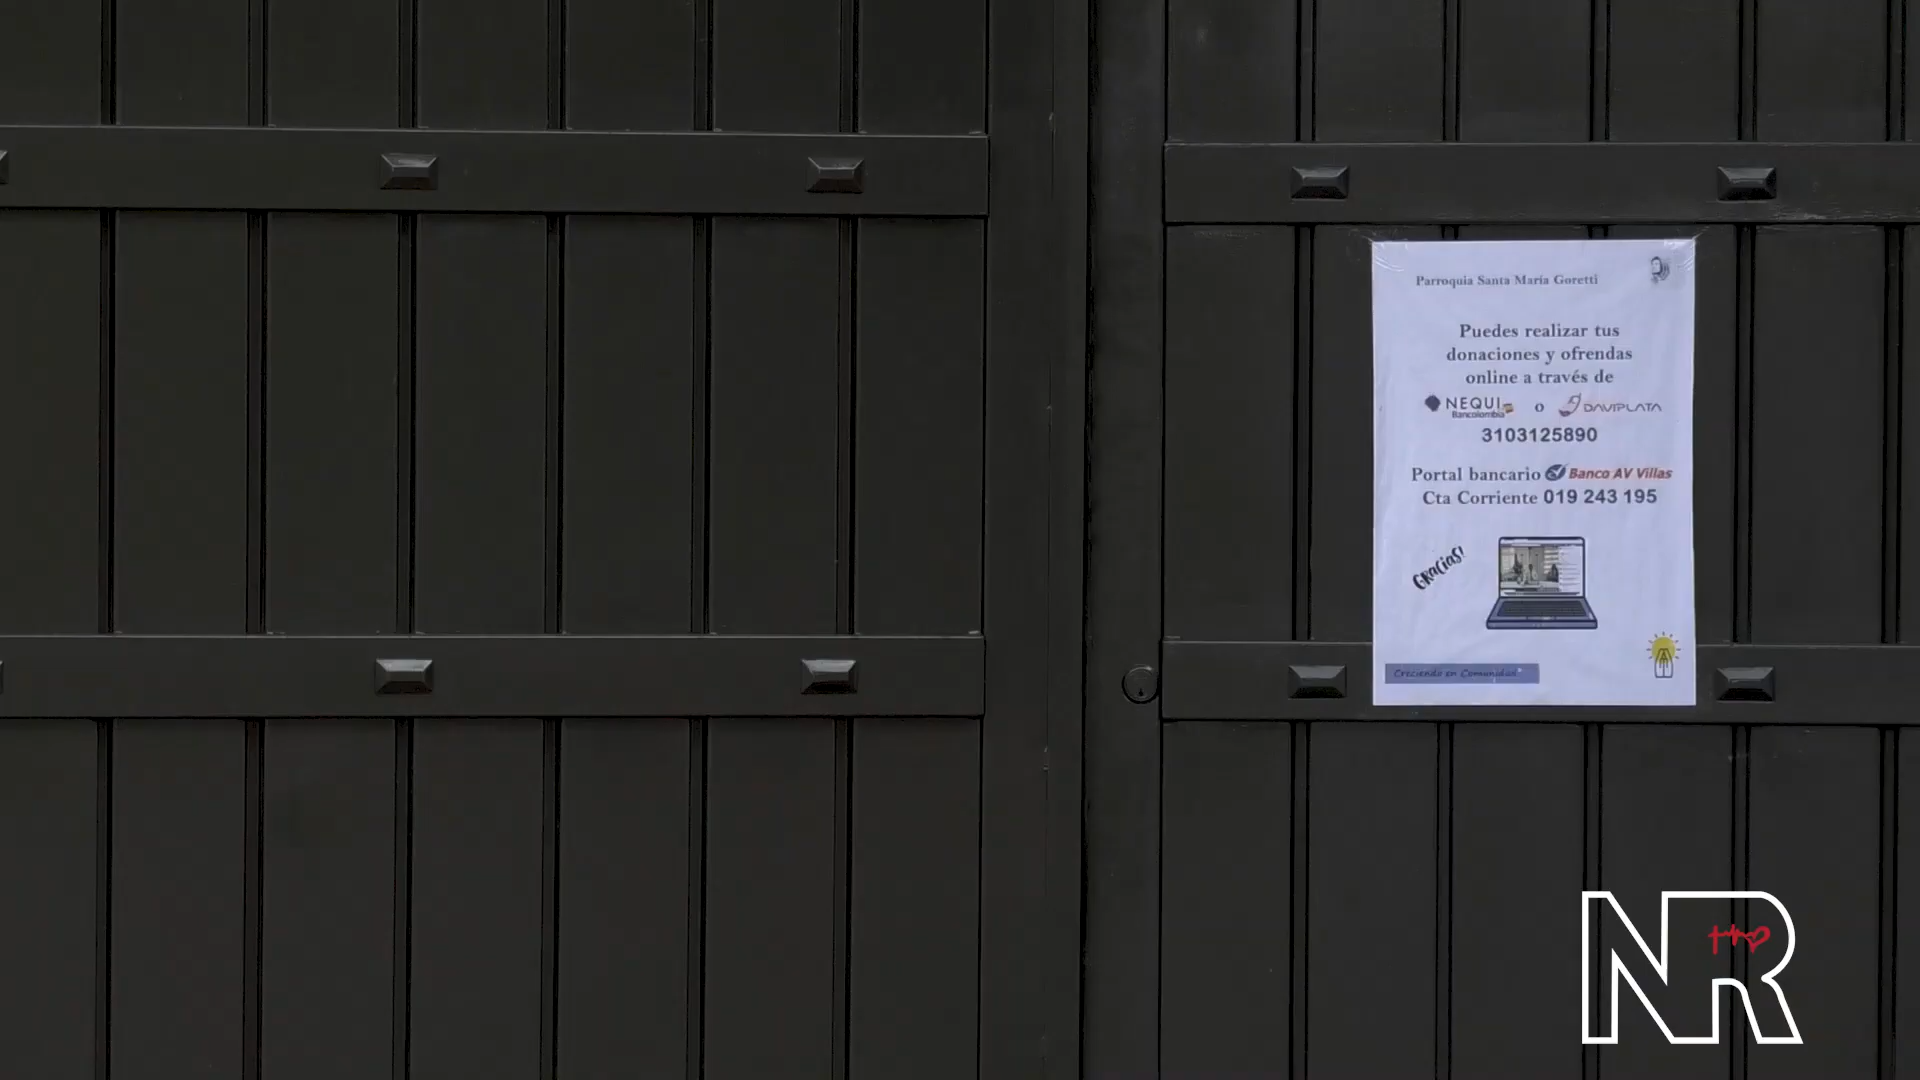 Parroquia Santa María Goretti
Puedes realizar tus
donaciones y ofrendas
online a través de
NEQUI o DAVIPLATA
Bancolombia
3103125890
Portal bancario Banco AV Villas
Cta Corriente 019 243 195
Gracias!
Creciendo en Comunidad
NR